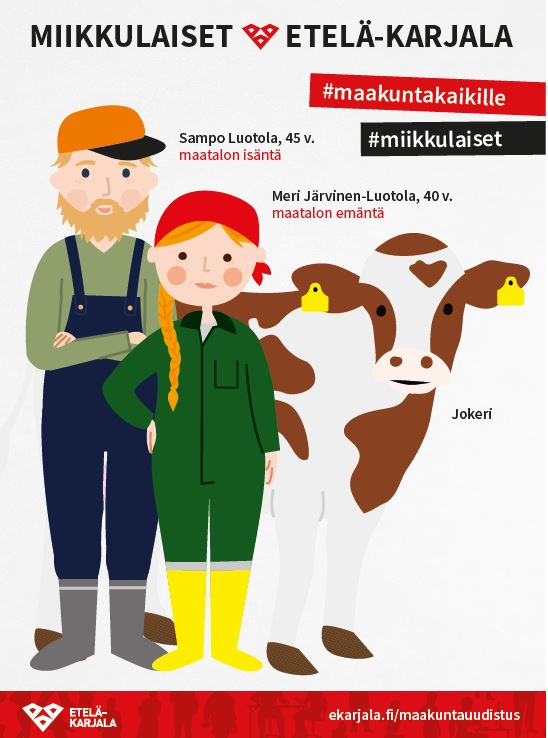 MIIKKULAISET ETELÄ-KARJALA
#maakuntakaikille
#miikkulaiset
Sampo Luotola, 45 v.
maatalon isäntä
Meri Järvinen-Luotola, 40 v.
maatalon emäntä
Jokeri
ETELÄ-
KARJALA
ekarjala.fi/maakuntauudistus